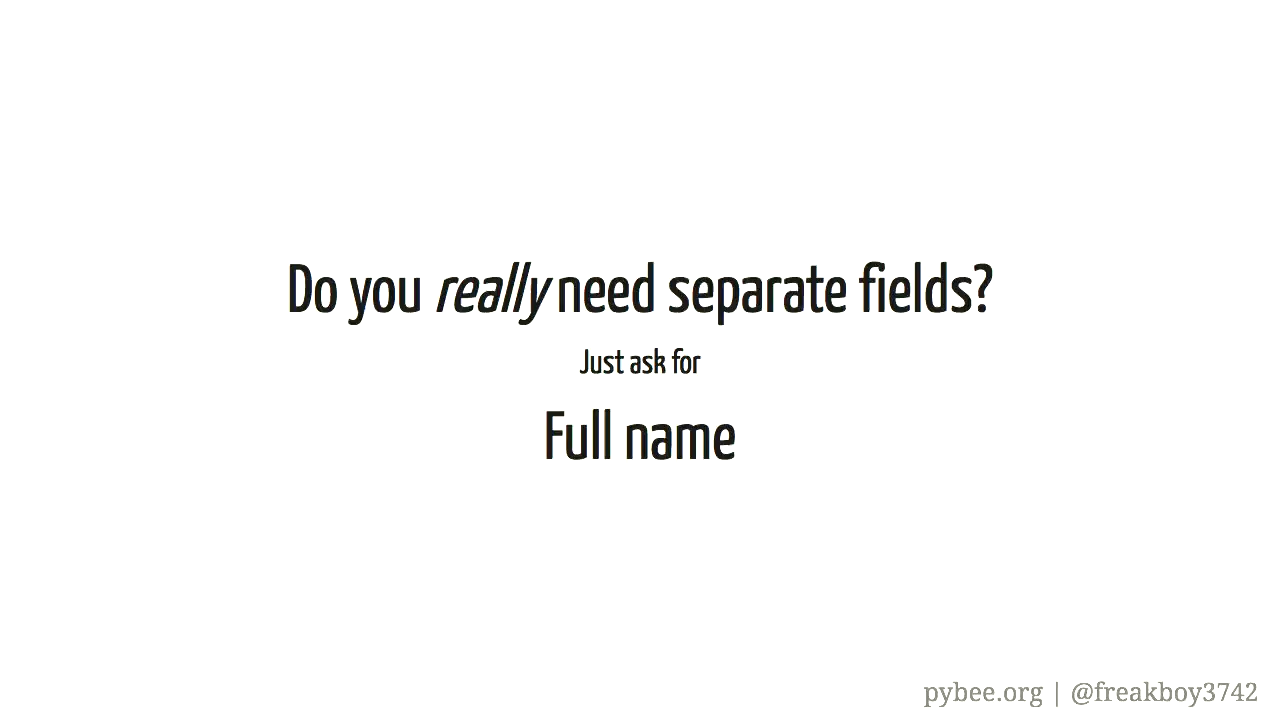 Do you really need separate fields?
Just ask for
Full name
pybee.org | @freakboy3742